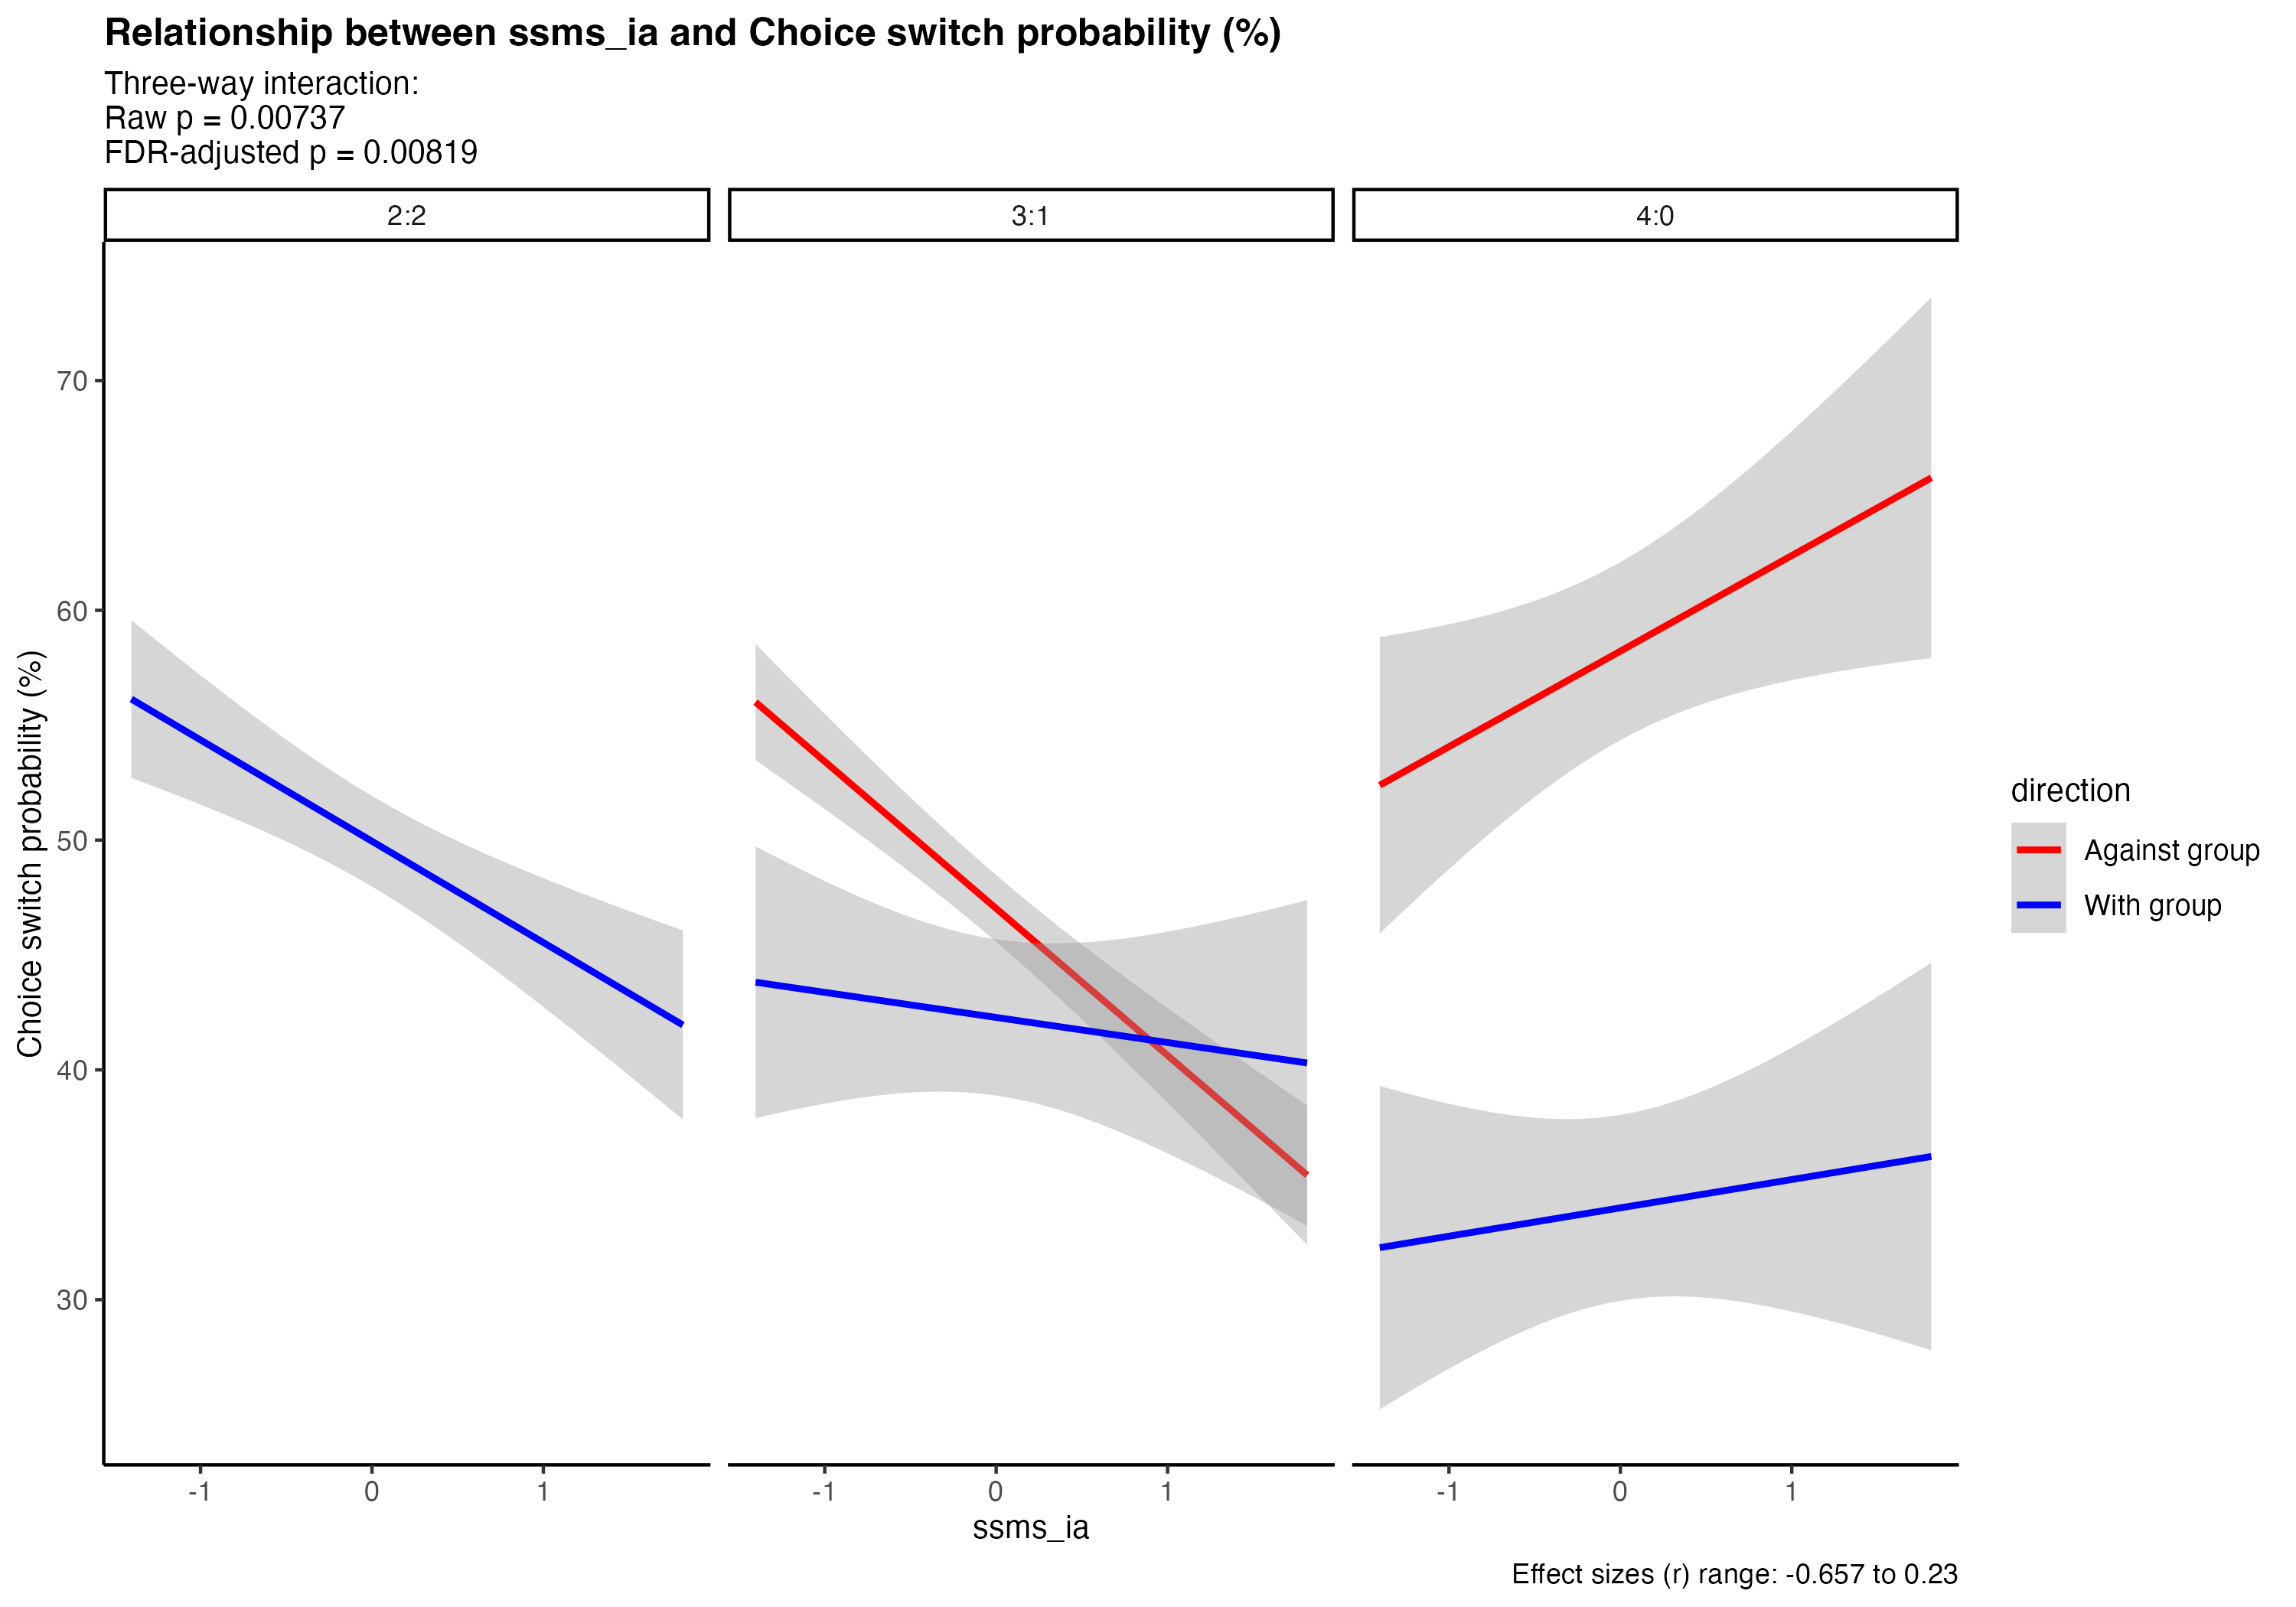 Relationship between ssms_ia and Choice switch probability (%)
Three-way interaction:
Raw p = 0.00737
FDR-adjusted p = 0.00819
2:2
3:1
4:0
Choice switch probability (%)
70
60
50
40
30
-1
0
1
-1
0
1
-1
0
1
ssms_ia
direction
Against group
With group
Effect sizes (r) range: -0.657 to 0.23